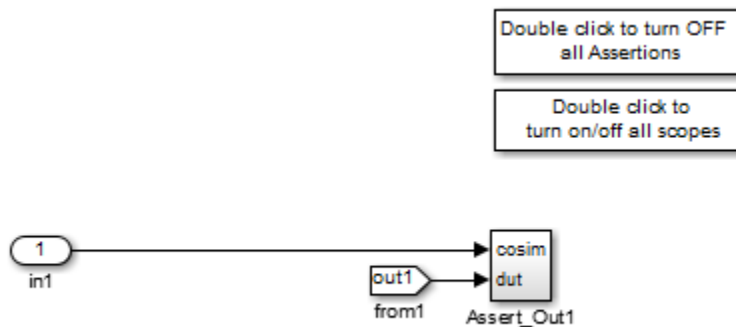 Double click to turn OFF
all Assertions
Double click to
turn on/off all scopes
1
in1
out1
from1
cosim
dut
Assert_Out1